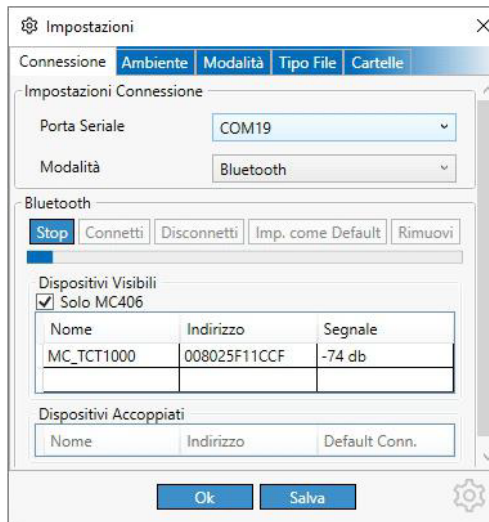 Impostazioni
Connessione Ambiente Modalità Tipo File Cartelle
Impostazioni Connessione
Porta Seriale COM19
Modalità Bluetooth
Bluetooth
Stop Connetti Disconnetti Imp. come Default Rimuovi
Dispositivi Visibili
Solo MC406
Nome Indirizzo Segnale
MC_TCT1000 008025F11CCF -74 db
Dispositivi Accoppiati
Nome Indirizzo Default Conn.
Ok Salva